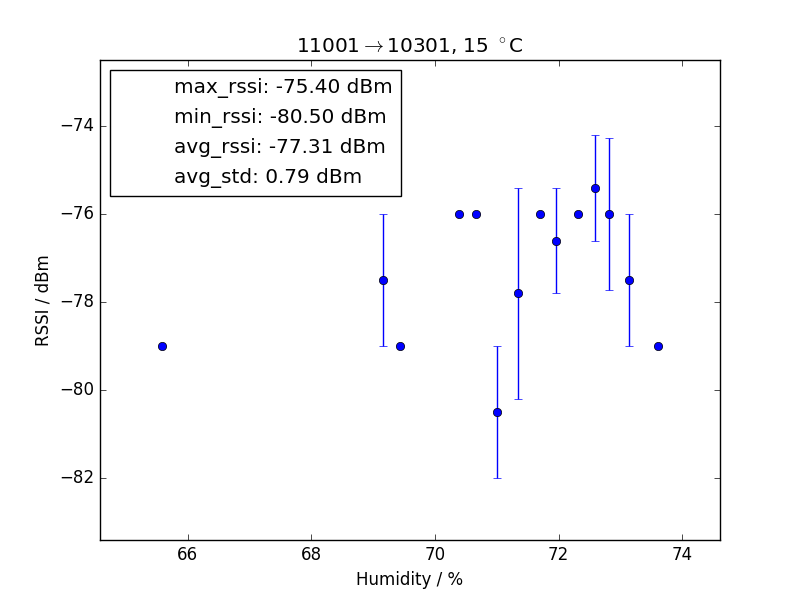 11001→10301, 15 °C
max_rssi: -75.40 dBm
min_rssi: -80.50 dBm
avg_rssi: -77.31 dBm
avg_std: 0.79 dBm
−74
−76
−78
−80
−82
RSSI / dBm
66 68 70 72 74
Humidity / %